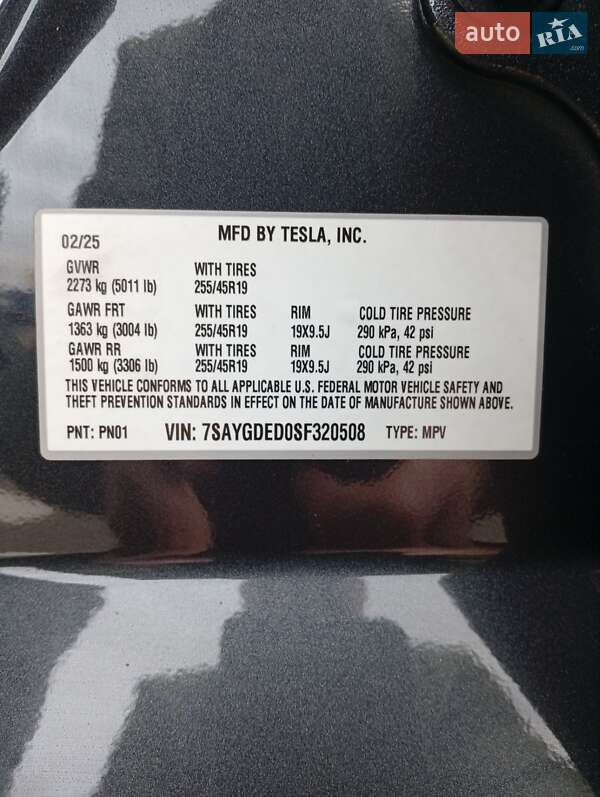 auto RIA.com
02/25 MFD BY TESLA, INC.
GVWR WITH TIRES
2273 kg (5011 lb) 255/45R19
GAWR FRT WITH TIRES RIM COLD TIRE PRESSURE
1363 kg (3004 lb) 255/45R19 19X9.5J 290 kPa, 42 psi
GAWR RR WITH TIRES RIM COLD TIRE PRESSURE
1500 kg (3306 lb) 255/45R19 19X9.5J 290 kPa, 42 psi
THIS VEHICLE CONFORMS TO ALL APPLICABLE U.S. FEDERAL MOTOR VEHICLE SAFETY AND
THEFT PREVENTION STANDARDS IN EFFECT ON THE DATE OF MANUFACTURE SHOWN ABOVE.
PNT: PN01 VIN: 7SAYGDED0SF320508 TYPE: MPV